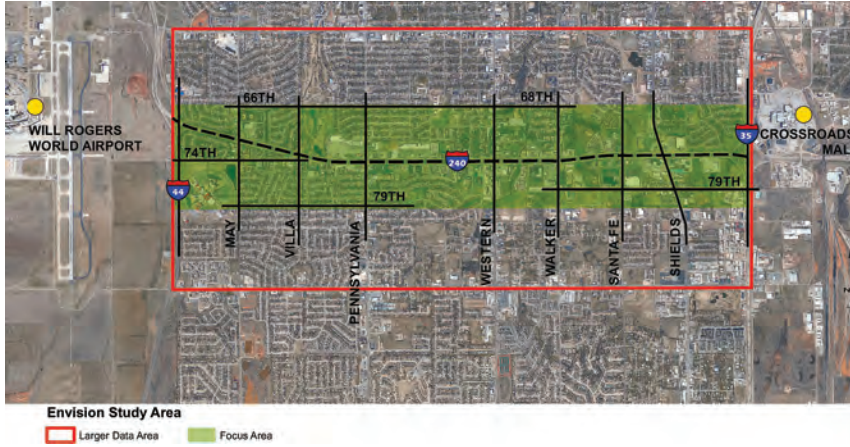 66TH
68TH
WILL ROGERS
WORLD AIRPORT
35
CROSSROADS
MAL
74TH
240
44
79TH
79TH
MAY
VILLA
PENNSYLVANIA
WESTERN
WALKER
SANTA FE
SHIELDS
Envision Study Area
Larger Data Area
Focus Area